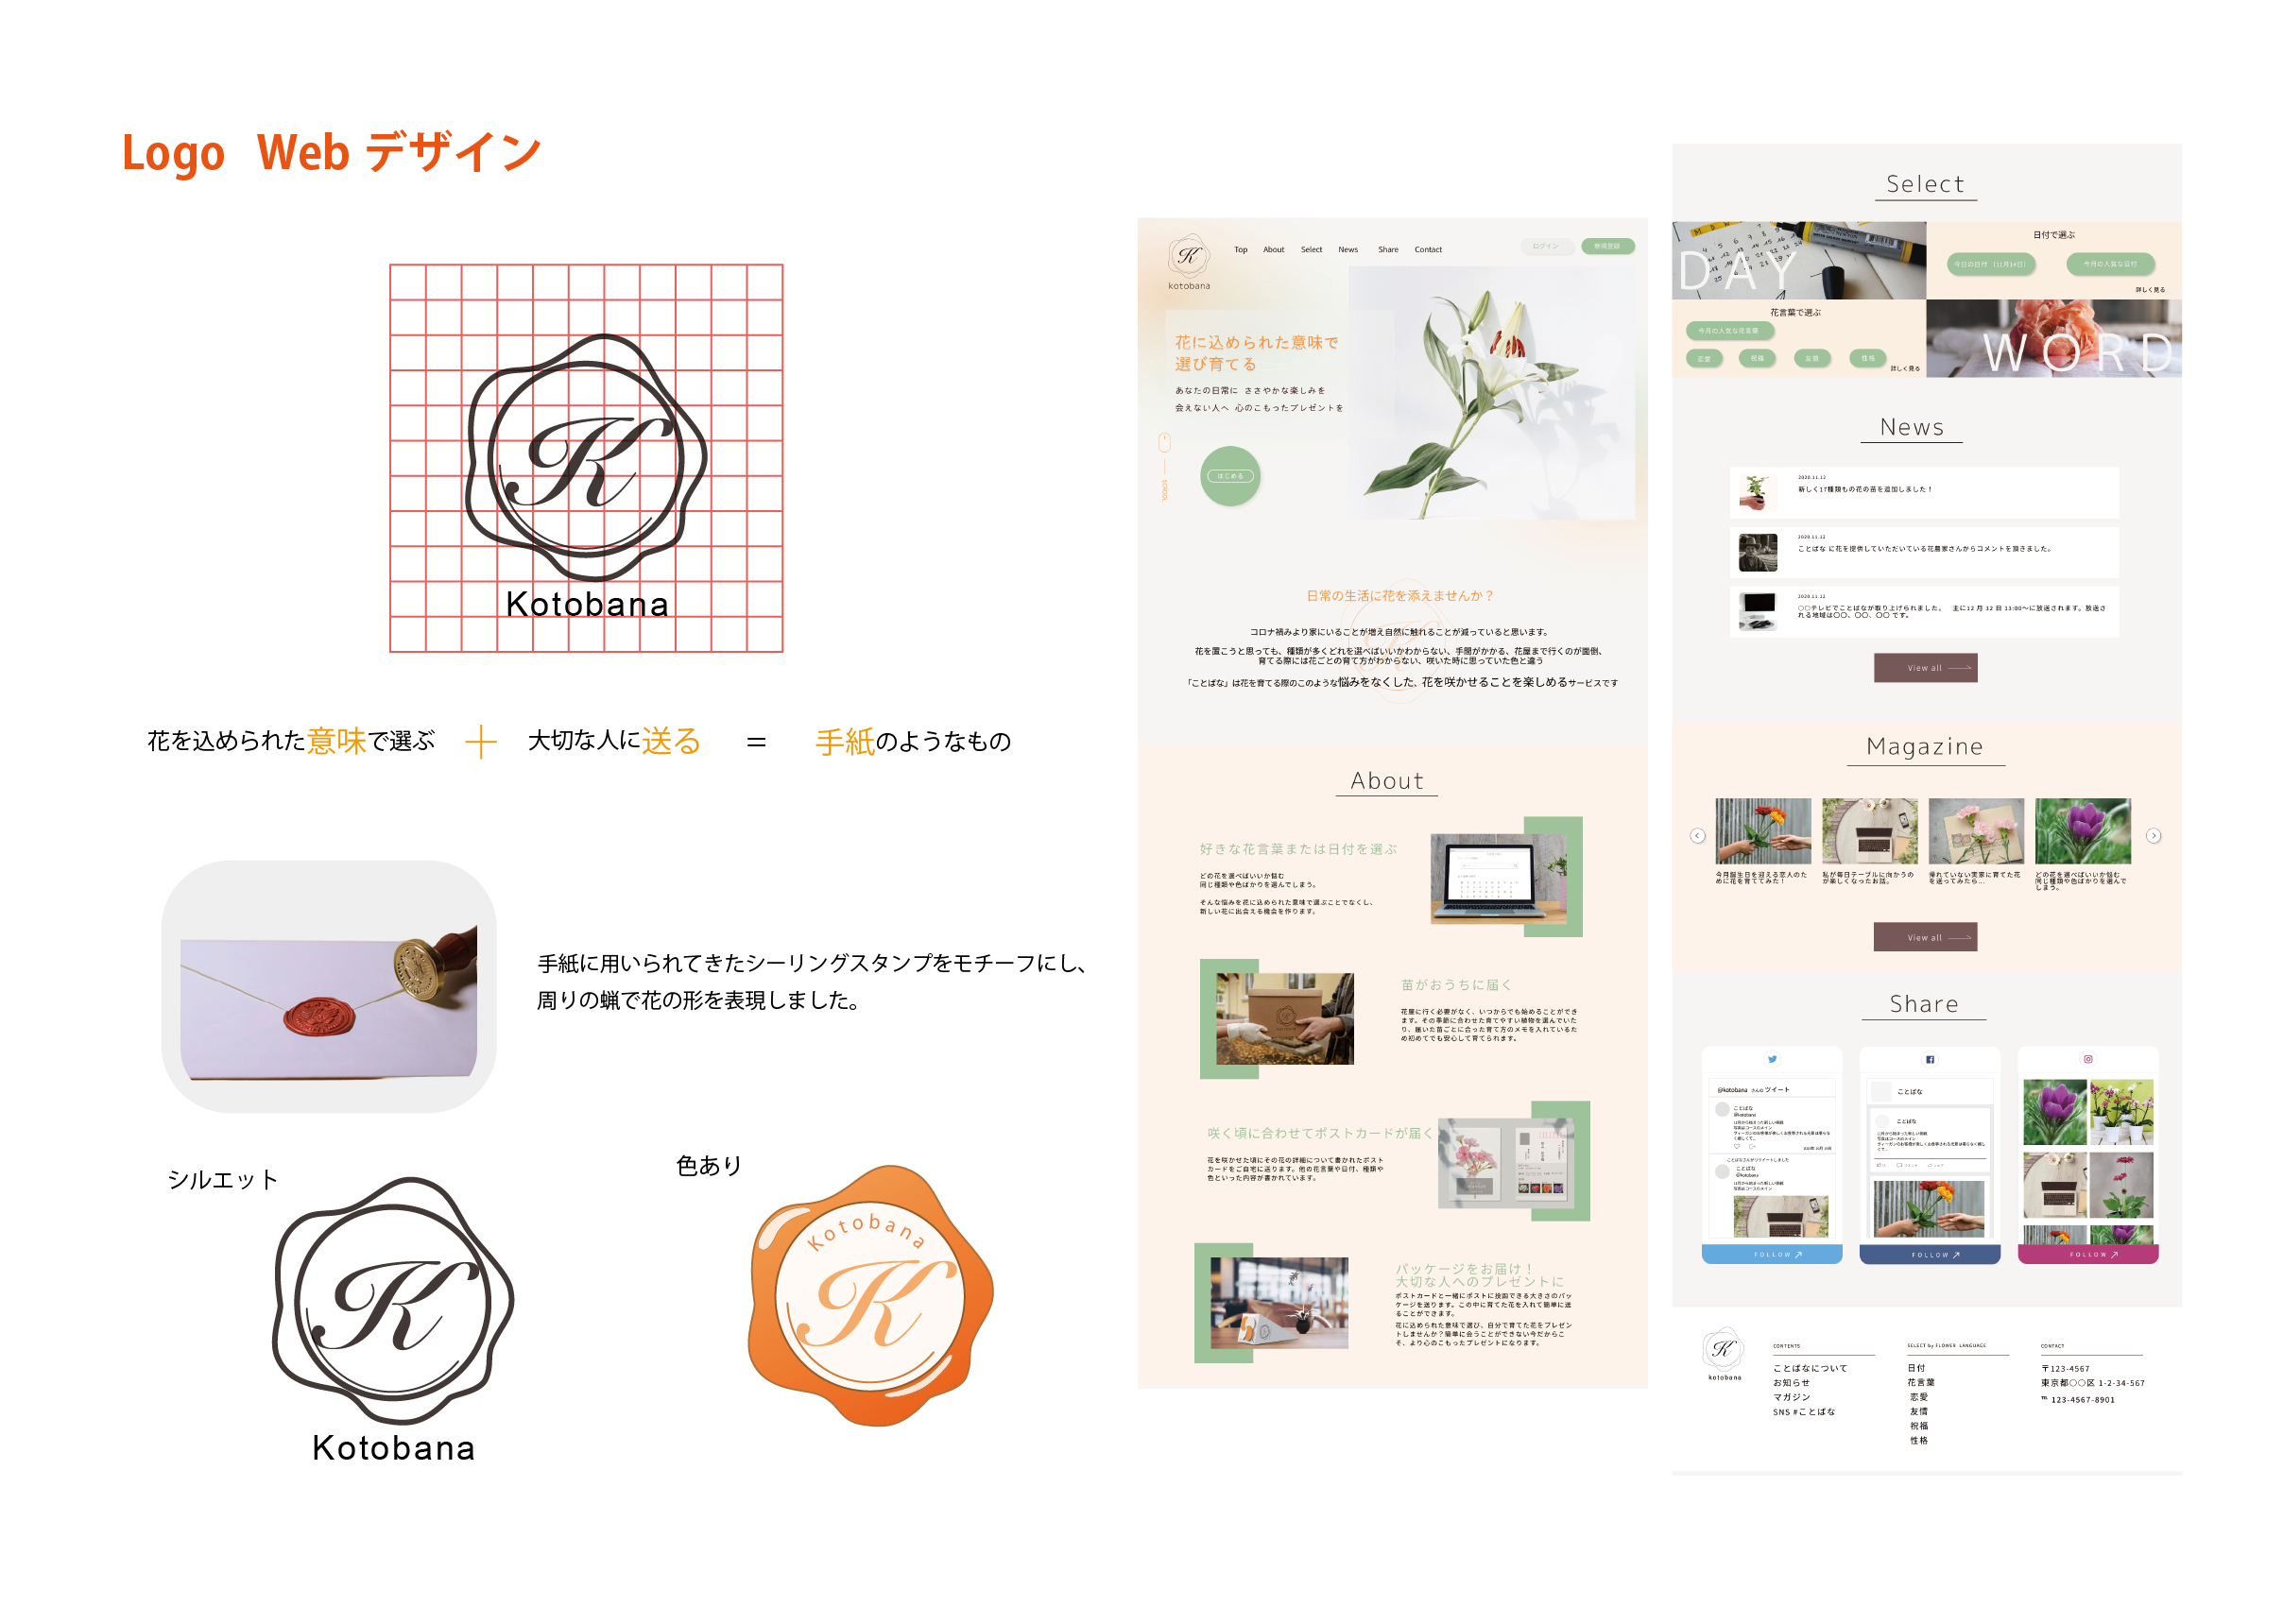 Logo Web デザイン
Kotobana
花を込められた意味で選ぶ ＋ 大切な人に送る = 手紙のようなもの
手紙に用いられてきたシーリングスタンプをモチーフにし、
周りの蝋で花の形を表現しました。
シルエット
Kotobana
色あり
Kotobana
K
kotobana
Top About Select News Share Contact
ログイン
新規登録
花に込められた意味で
選び育てる
あなたの日常に ささやかな楽しみを
会えない人へ 心のこもったプレゼントを
はじめる
SCROOL
日常の生活に花を添えませんか？
コロナ禍みより家にいることが増え自然に触れることが減っていると思います。
花を置こうと思っても、種類が多くどれを選べばいいかわからない、手間がかかる、花屋まで行くのが面倒、
育てる際には花ごとの育て方がわからない、咲いた時に思っていた色と違う
「ことばな」は花を育てる際のこのような悩みをなくした、花を咲かせることを楽しめるサービスです
About
好きな花言葉または日付を選ぶ
どの花を選べばいいか悩む
同じ種類や色ばかりを選んでしまう。
そんな悩みを花に込められた意味で選ぶことでなくし、
新しい花に出会える機会を作ります。
苗がおうちに届く
花屋に行く必要がなく、いつからでも始めることができ
ます。その季節に合わせた育てやすい植物を選んでいた
り、届いた苗ごとに合った育て方のメモを入れているた
め初めてでも安心して育てられます。
咲く頃に合わせてポストカードが届く
花を咲かせた頃にその花の詳細について書かれたポスト
カードをご自宅に送ります。他の花言葉や日付、種類や
色といった内容が書かれています。
パッケージをお届け！
大切な人へのプレゼントに
ポストカードと一緒にポストに投函できる大きさのパッ
ケージを送ります。この中に育てた花を入れて簡単に送
ることができます。
花に込められた意味で選び、自分で育てた花をプレゼン
トしませんか？簡単に会うことができない今だからこ
そ、より心のこもったプレゼントになります。
Select
DAY
日付で選ぶ
今日の日付（11月14日）
今月の人気な日付
詳しく見る
花言葉で選ぶ
今月の人気な花言葉
恋愛 祝福 友情 性格
詳しく見る
WORD
News
2020.11.12
新しく17種類もの花の苗を追加しました！
2020.11.12
ことばな に花を提供していただいている花農家さんからコメントを頂きました。
2020.11.12
○○テレビでことばなが取り上げられました。 主に12 月 12 日 13:00〜に放送されます。放送さ
れる地域は○○、○○、○○ です。
View all
Magazine
今月誕生日を迎える恋人のた
めに花を育ててみた！
私が毎日テーブルに向かうの
が楽しくなったお話。
帰れていない実家に育てた花
を送ってみたら...
どの花を選べばいいか悩む
同じ種類や色ばかりを選んで
しまう。
View all
Share
@kotobana さんの ツイート
ことばな
@kotobana
ことばな
@kotobana
FOLLOW
ことばな
ことばな
FOLLOW
FOLLOW
kotobana
CONTENTS
ことばなについて
お知らせ
マガジン
SNS #ことばな
SELECT by FLOWER LANGUAGE
日付
花言葉
恋愛
友情
祝福
性格
CONTACT
〒123-4567
東京都○○区 1-2-34-567
℡ 123-4567-8901